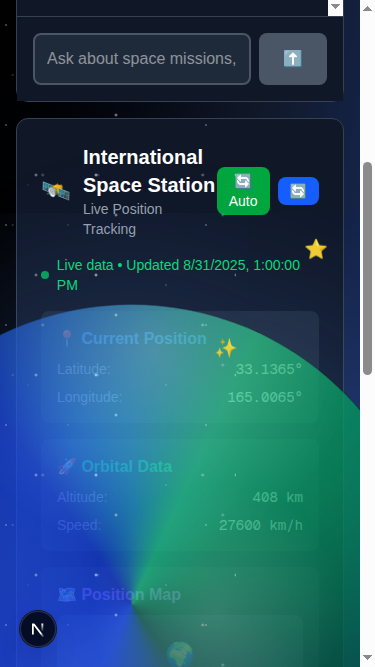 Ask about space missions,
International
Space Station
Live Position
Tracking
Auto
Live data • Updated 8/31/2025, 1:00:00
PM
Current Position
Latitude: 33.1365°
Longitude: 165.0065°
Orbital Data
Altitude: 408 km
Speed: 27600 km/h
Position Map
N